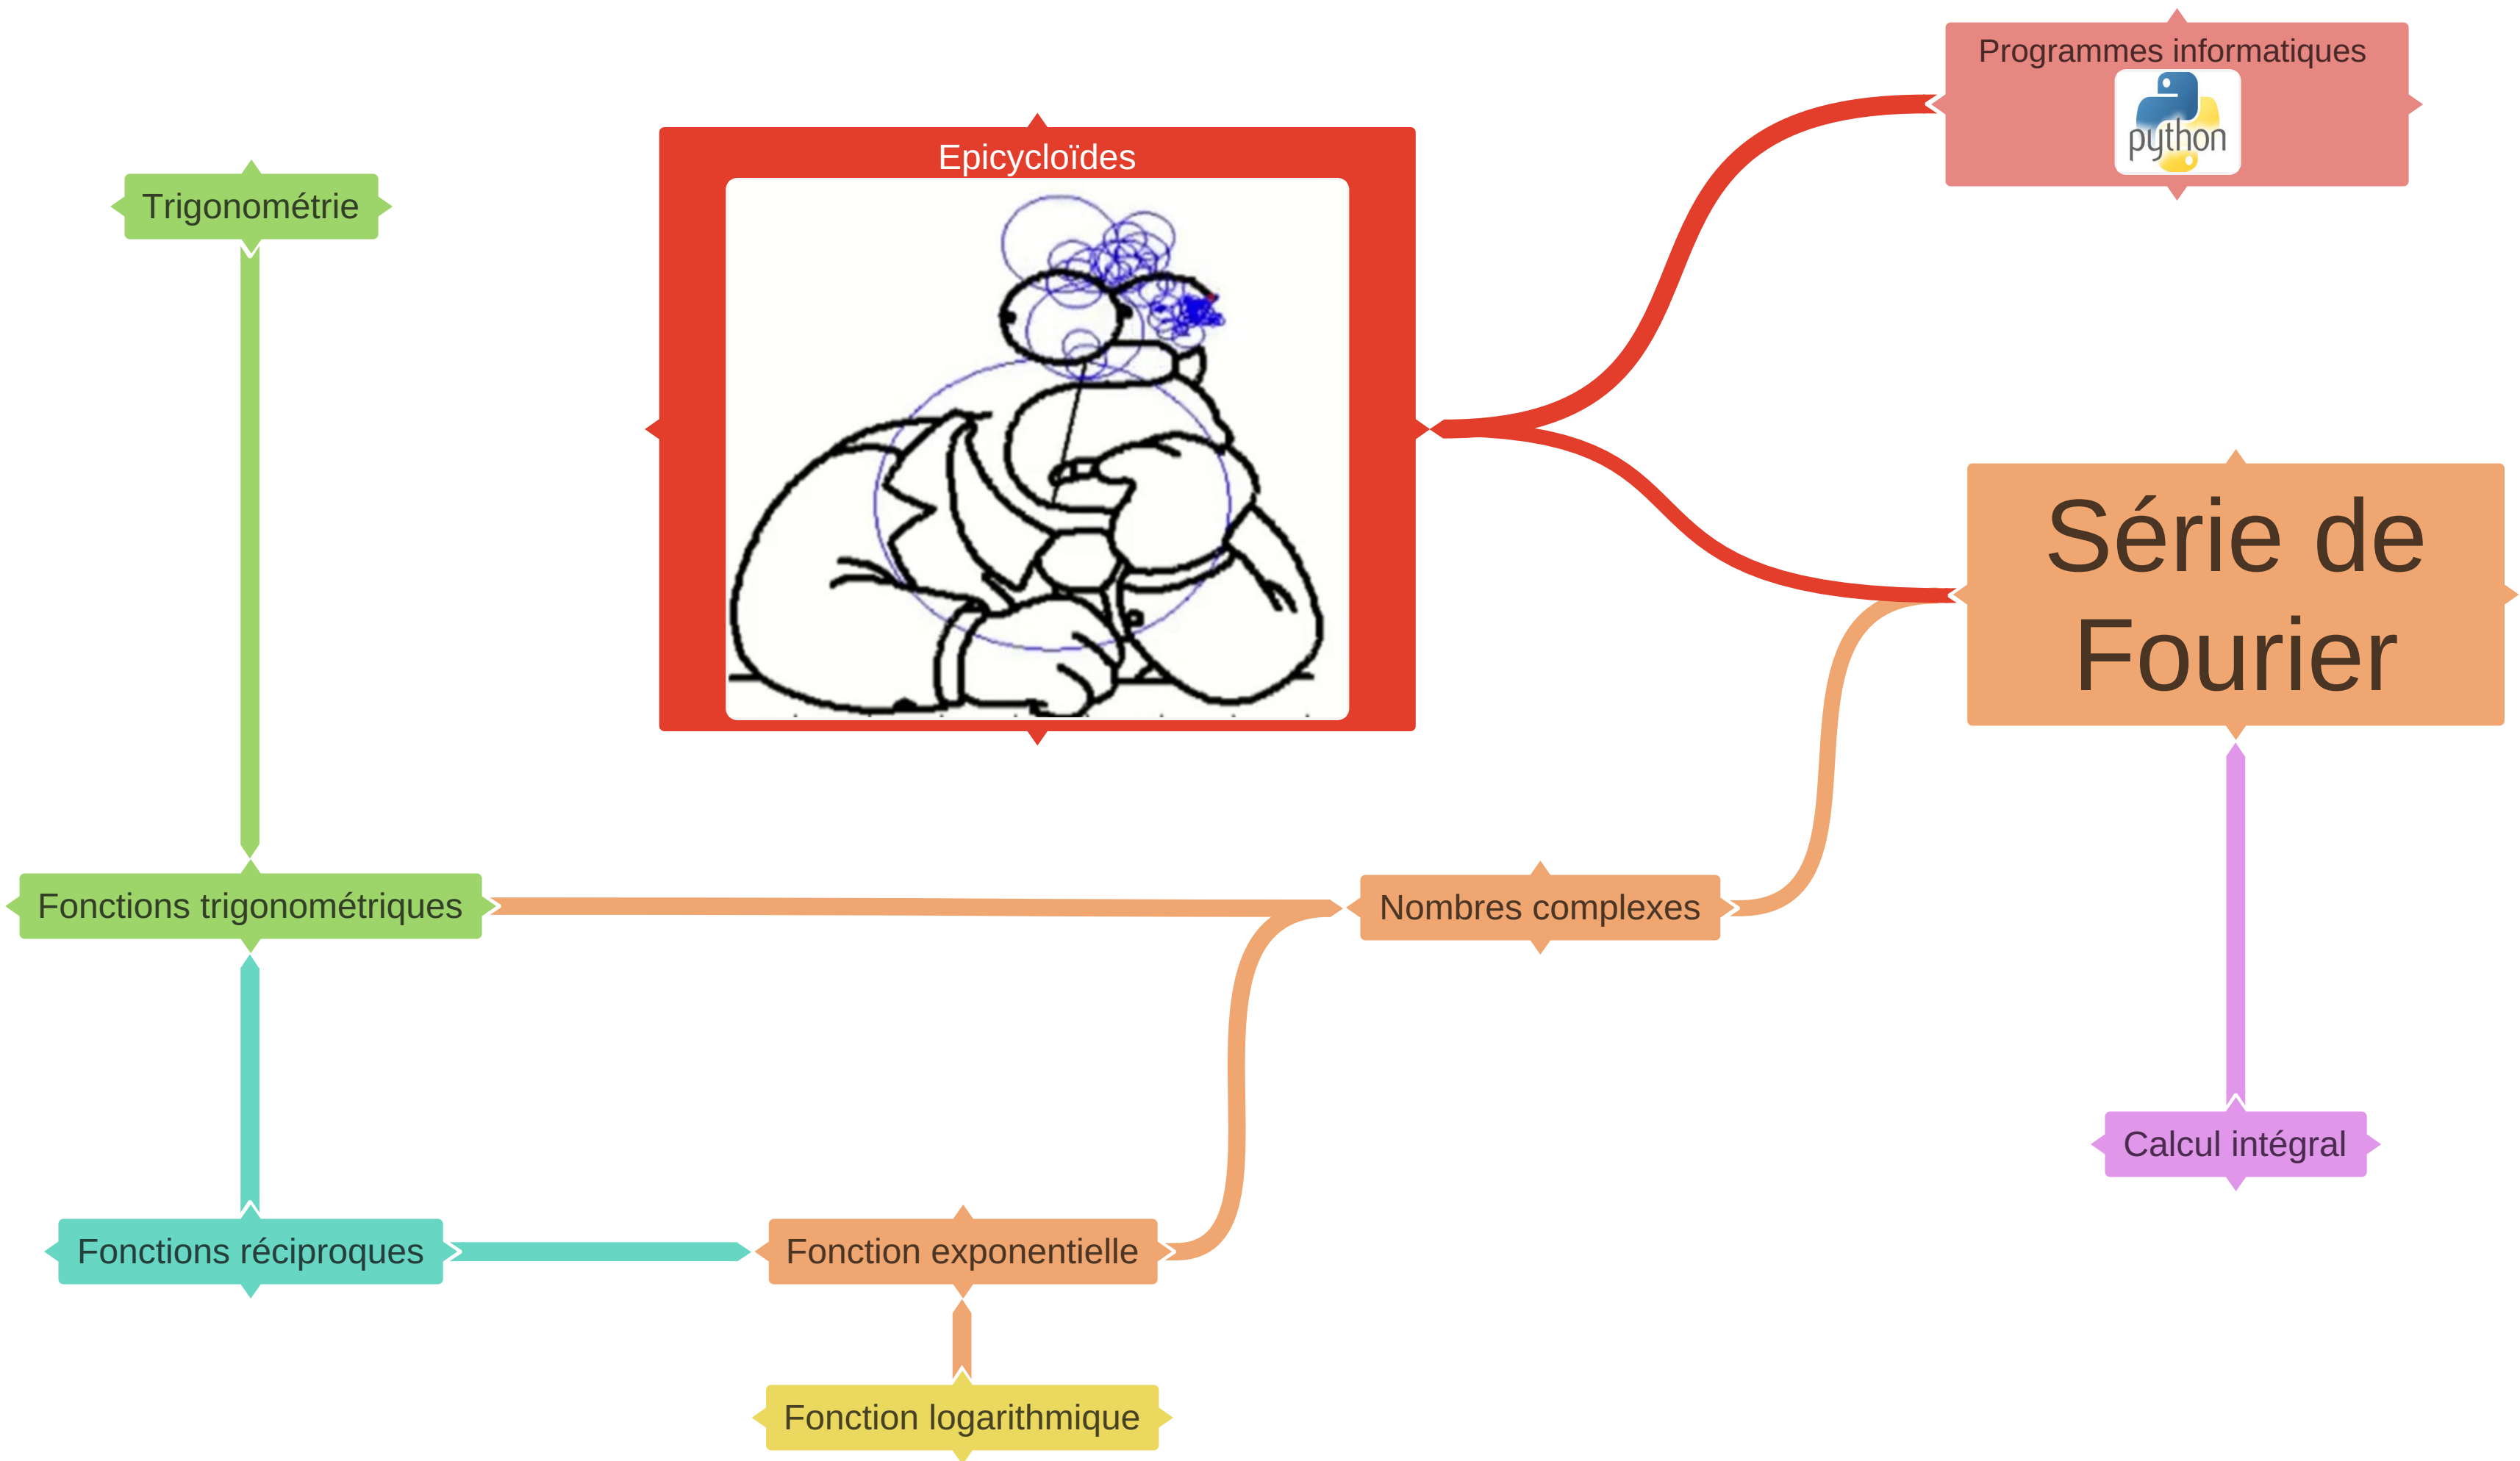 Programmes informatiques
python
Epicycloïdes
Trigonométrie
Série de
Fourier
Fonctions trigonométriques
Nombres complexes
Calcul intégral
Fonctions réciproques
Fonction exponentielle
Fonction logarithmique